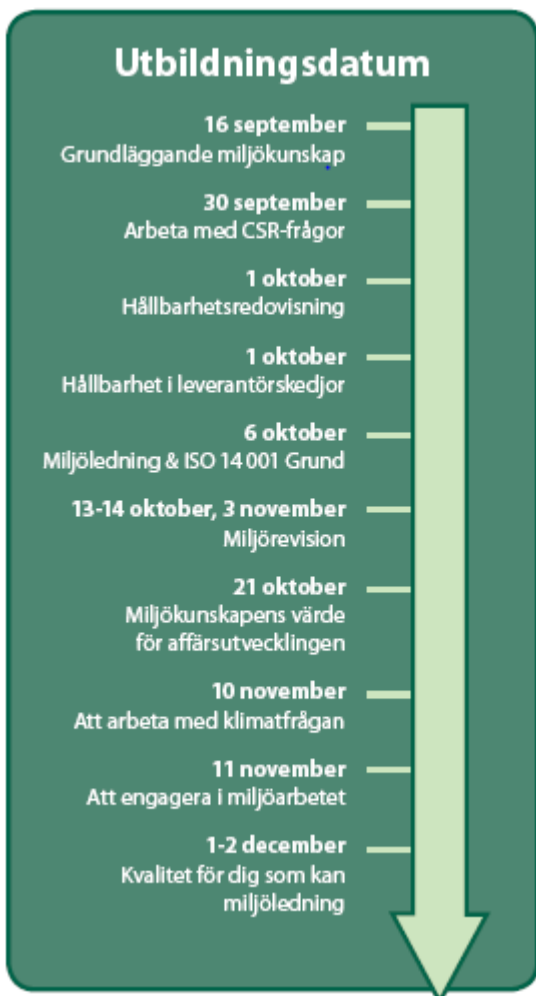 Utbildningsdatum
16 september
Grundläggande miljökunskap
30 september
Arbeta med CSR-frågor
1 oktober
Hållbarhetsredovisning
1 oktober
Hållbarhet i leverantörskedjor
6 oktober
Miljöledning & ISO 14 001 Grund
13-14 oktober, 3 november
Miljörevision
21 oktober
Miljökunskapens värde
för affärsutvecklingen
10 november
Att arbeta med klimatfrågan
11 november
Att engagera i miljöarbetet
1-2 december
Kvalitet för dig som kan
miljöledning